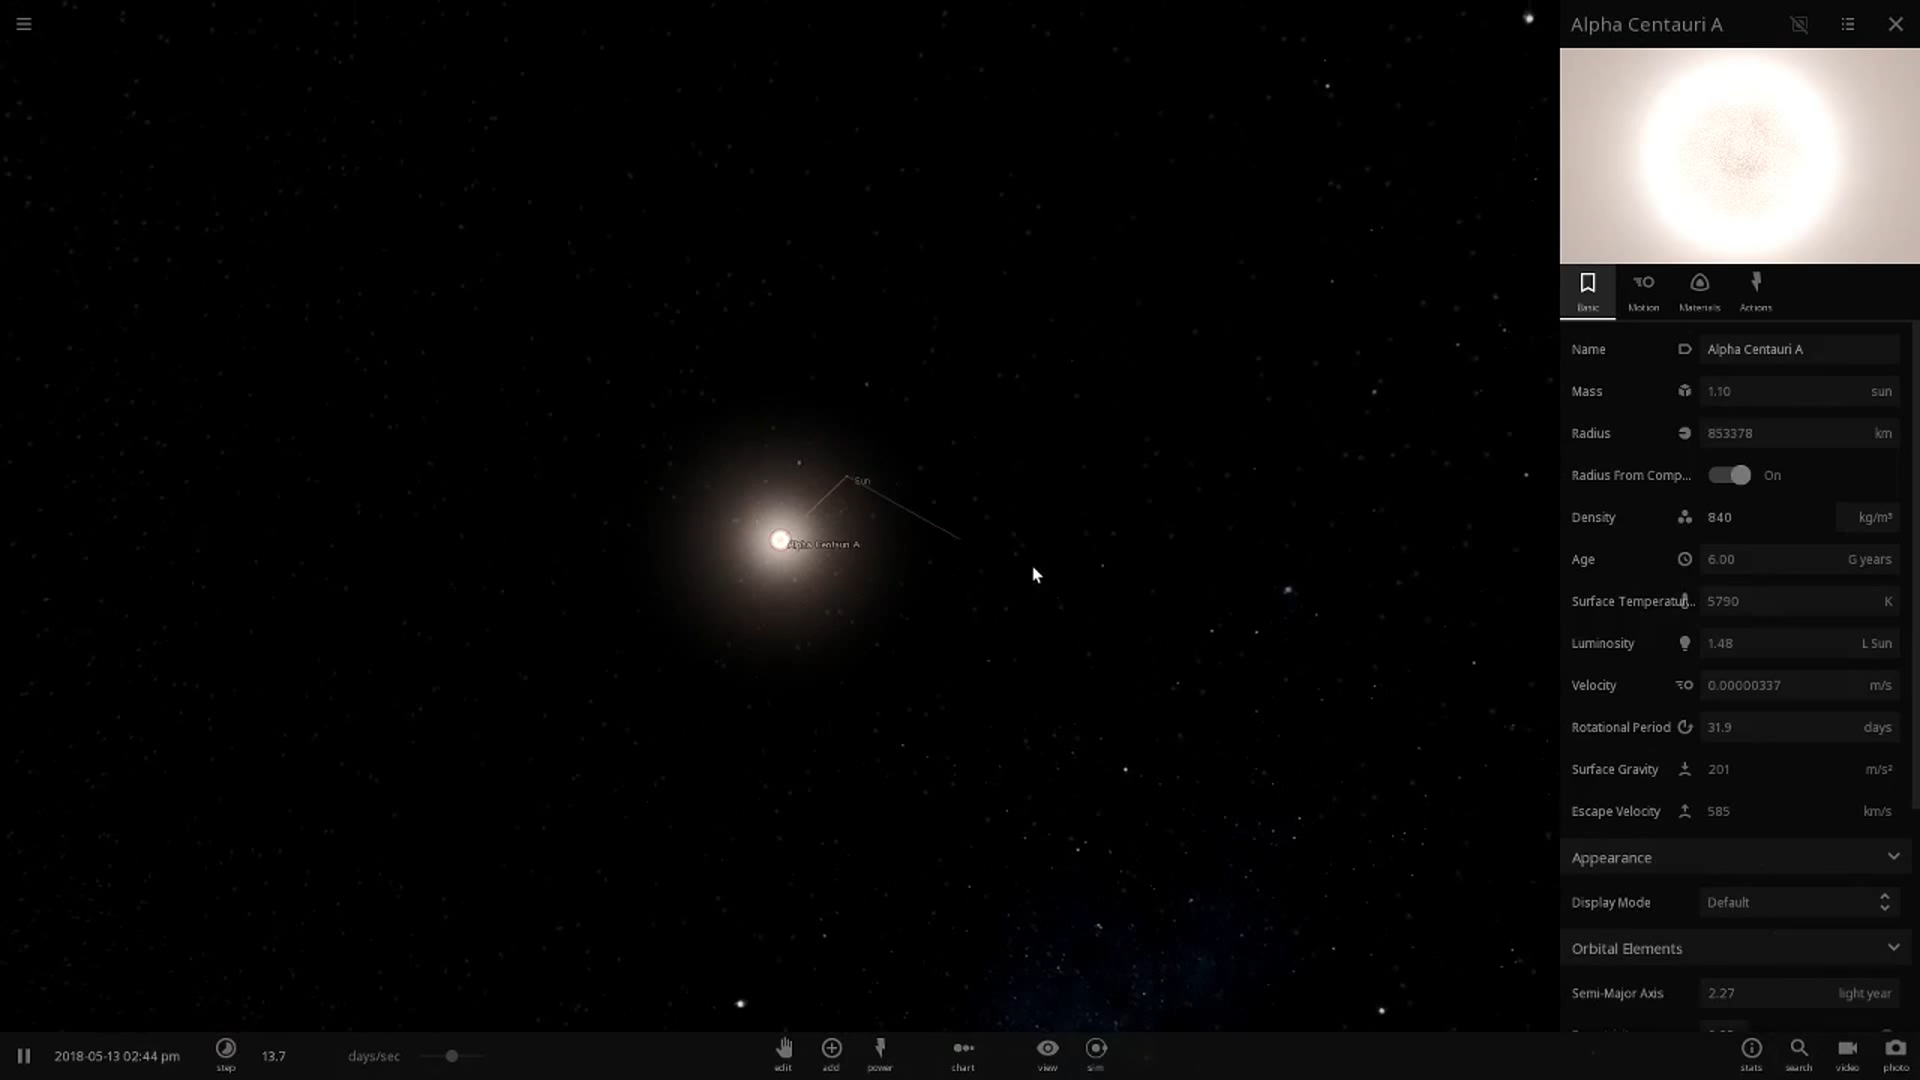 Alpha Centauri A
Basic
Motion
Materials
Actions
Name
Alpha Centauri A
Mass
1.10
sun
Radius
853378
km
Radius From Comp...
On
Density
840
kg/m³
Age
6.00
G years
Surface Temperatur...
5790
K
Luminosity
1.48
L Sun
Velocity
0.00000337
m/s
Rotational Period
31.9
days
Surface Gravity
201
m/s²
Escape Velocity
585
km/s
Appearance
Display Mode
Default
Orbital Elements
Semi-Major Axis
2.27
light year
Sun
Alpha Centauri A
2018-05-13 02:44 pm
step
13.7
days/sec
edit
add
power
chart
view
sim
stats
search
video
photo